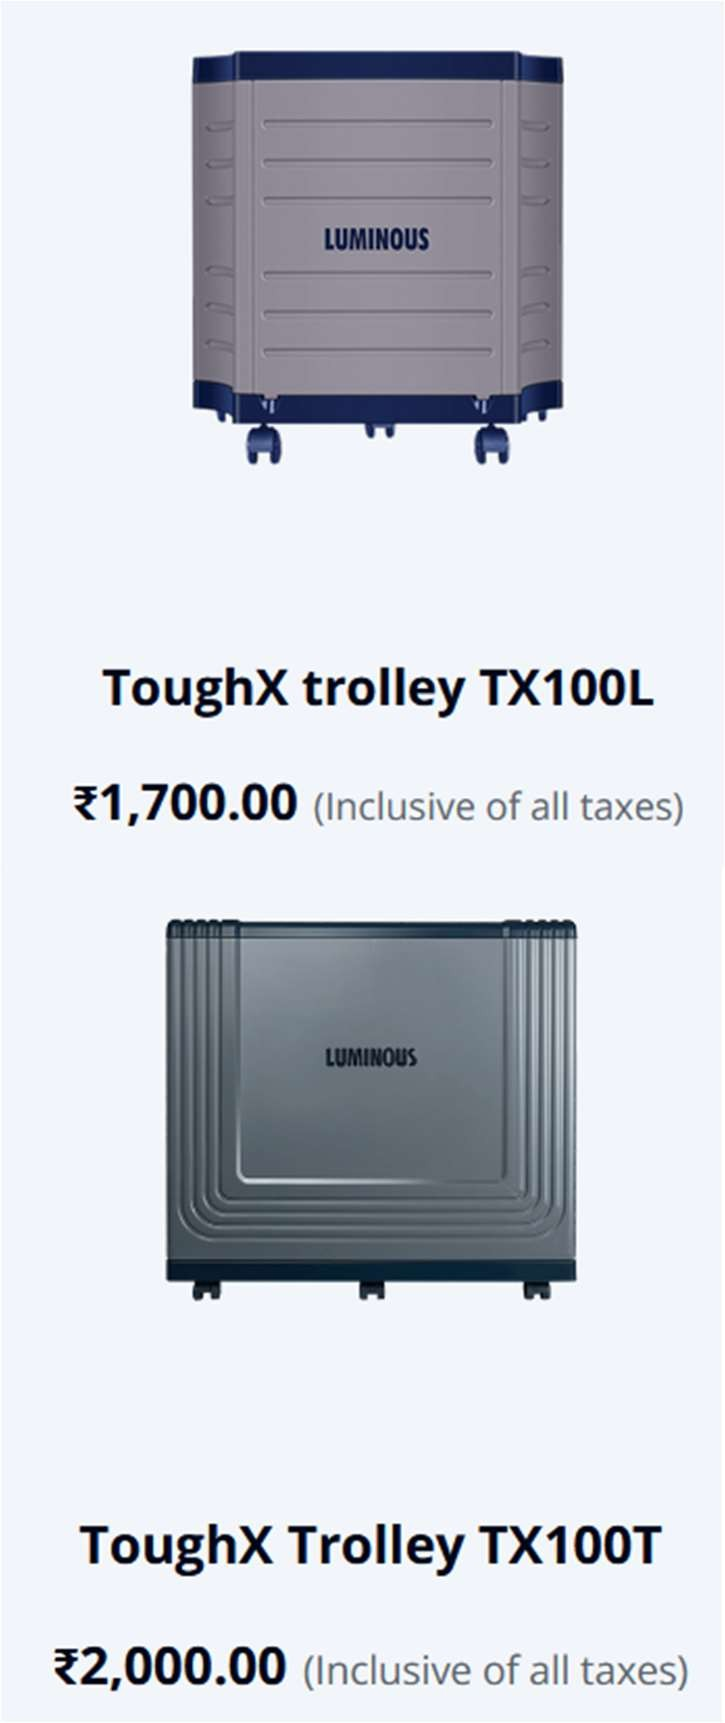 LUMINOUS
ToughX trolley TX100L
₹1,700.00 (Inclusive of all taxes)
LUMINOUS
ToughX Trolley TX100T
₹2,000.00 (Inclusive of all taxes)